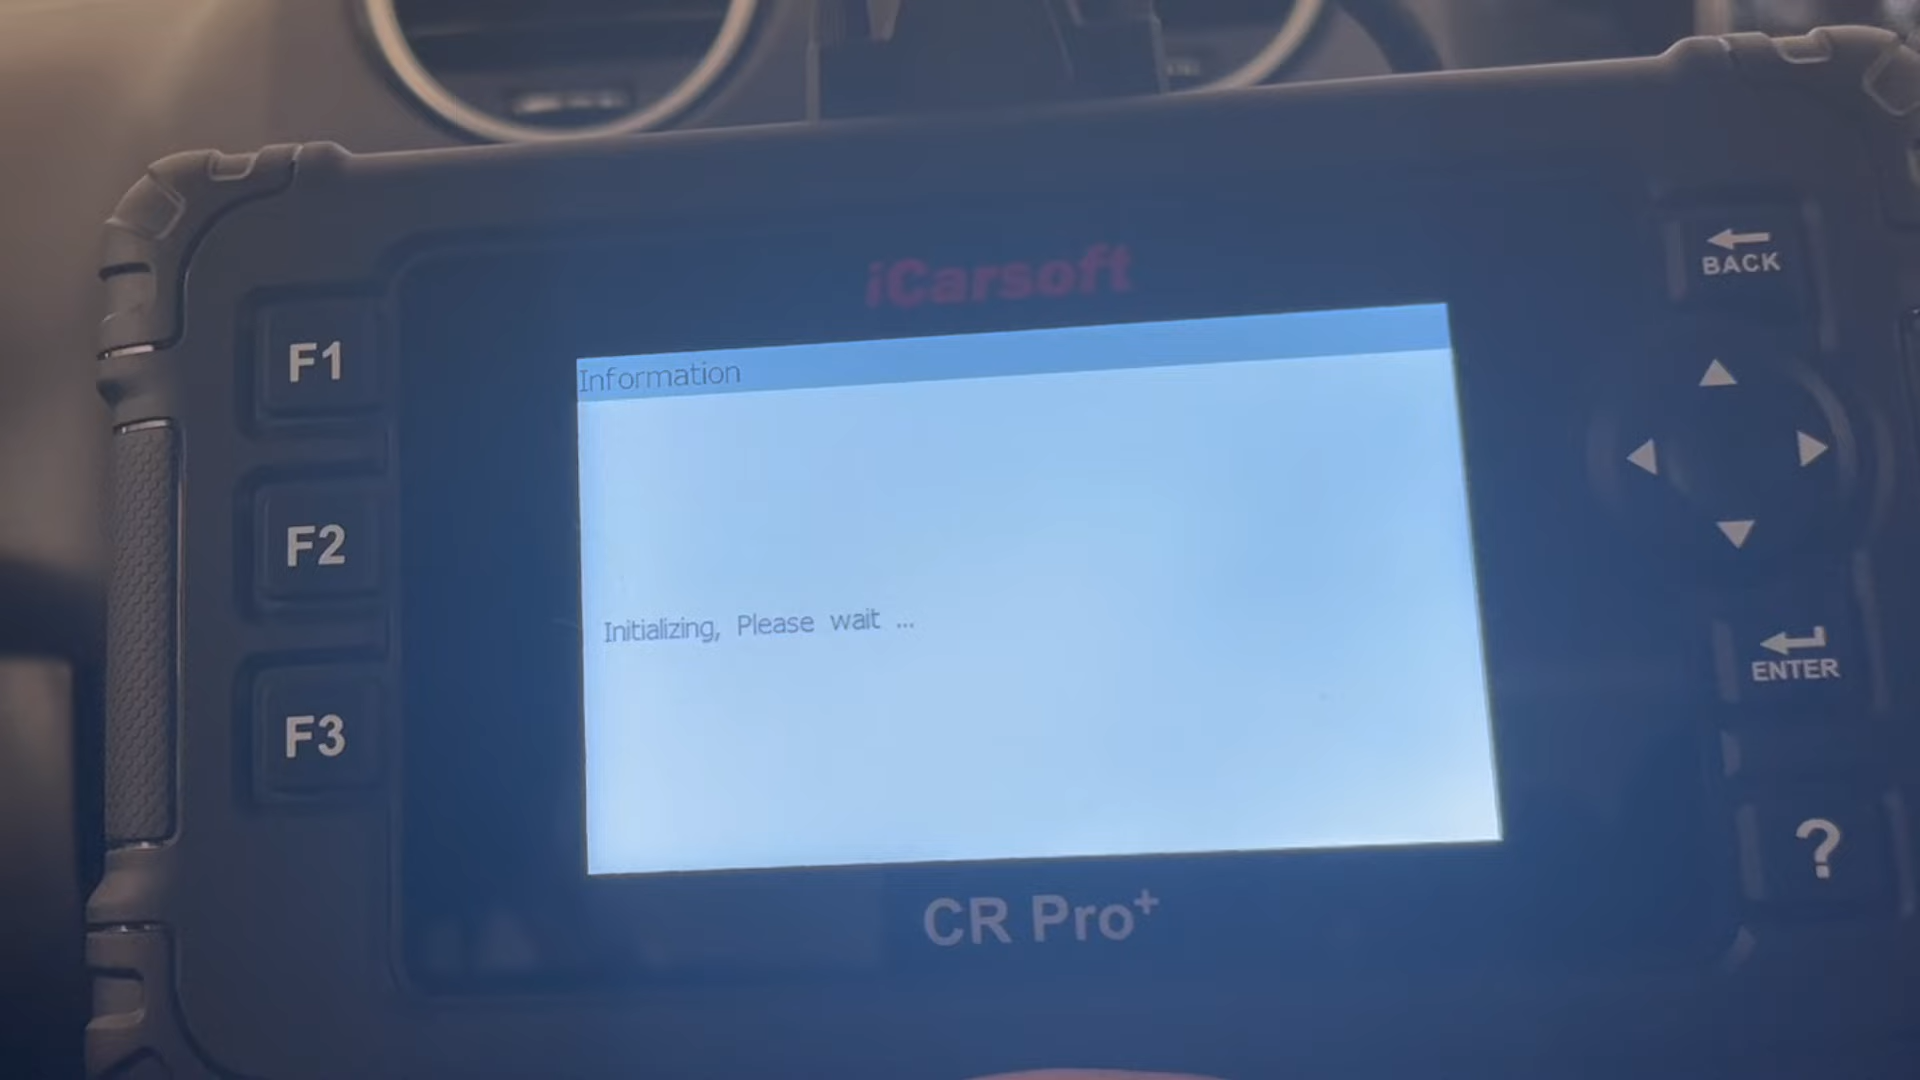 iCarsoft
BACK
F1
Information
F2
Initializing, Please wait ...
ENTER
F3
?
CR Pro+